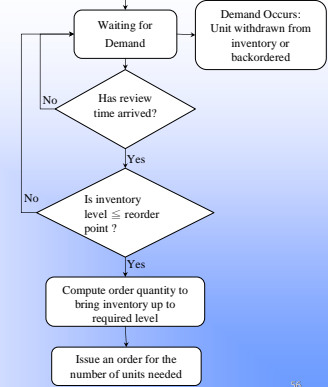 Waiting for
Demand
Demand Occurs:
Unit withdrawn from
inventory or
backordered
Has review
time arrived?
No
Yes
Is inventory
level ≦ reorder
point ?
No
Yes
Compute order quantity to
bring inventory up to
required level
Issue an order for the
number of units needed
56